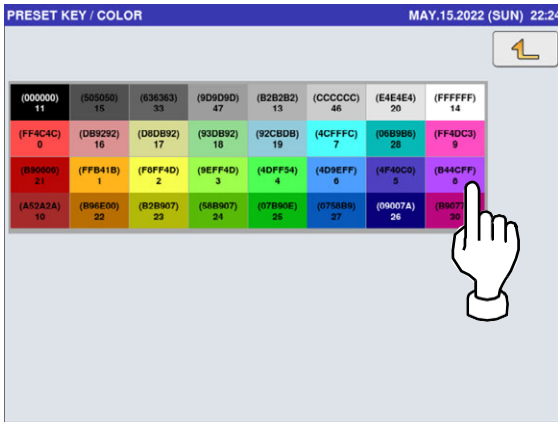 PRESET KEY / COLOR MAY.15.2022 (SUN) 22:24
(000000) (505050) (636363) (9D9D9D) (B2B2B2) (CCCCCC) (E4E4E4) (FFFFFF)
11 15 33 47 13 46 20 14
(FF4C4C) (DB9292) (D8DB92) (93DB92) (92CBDB) (4CFFFC) (06B9B6) (FF4DC3)
0 16 17 18 19 7 28 9
(B90606) (FFB41B) (F6FF4D) (9EFF4D) (4DFF54) (4D9EFF) (4F40C0) (B44CFF)
21 1 2 3 4 6 5 8
(A52A2A) (B96E00) (B2B907) (58B907) (07B90E) (0758B9) (09007A)
10 22 23 24 25 27 26 30